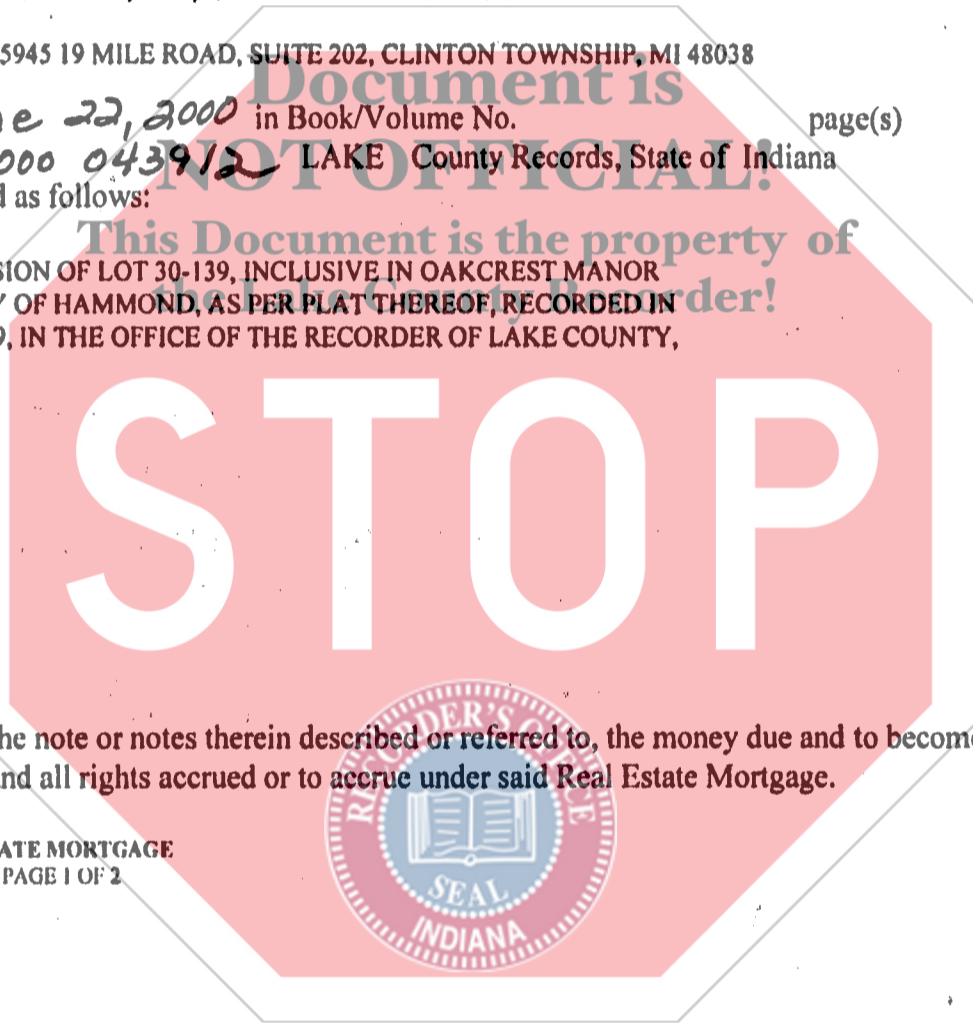 5945 19 MILE ROAD, SUITE 202, CLINTON TOWNSHIP, MI 48038
Document is
e 22, 2000 in Book/Volume No. page(s)
000 043912 LAKE County Records, State of Indiana
NOT OFFICIAL!
d as follows:
This Document is the property of
SION OF LOT 30-139, INCLUSIVE IN OAKCREST MANOR
the Lake County Recorder!
Y OF HAMMOND, AS PER PLAT THEREOF, RECORDED IN
, IN THE OFFICE OF THE RECORDER OF LAKE COUNTY,
STOP
RECORDER'S OFFICE
he note or notes therein described or referred to, the money due and to become
nd all rights accrued or to accrue under said Real Estate Mortgage.
ATE MORTGAGE
PAGE 1 OF 2
SEAL
INDIANA